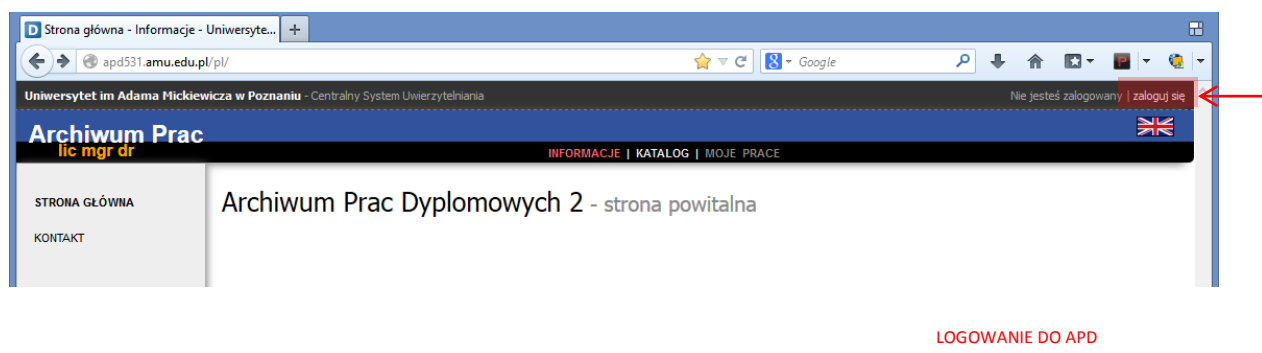 Strona główna - Informacje - Uniwersyte...
apd531.amu.edu.pl/pl/
Google
Uniwersytet im Adama Mickiewicza w Poznaniu - Centralny System Uwierzytelniania
Nie jesteś zalogowany | zaloguj się
Archiwum Prac
lic mgr dr
INFORMACJE | KATALOG | MOJE PRACE
STRONA GŁÓWNA
KONTAKT
Archiwum Prac Dyplomowych 2 - strona powitalna
LOGOWANIE DO APD